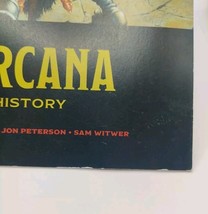 RCANA
HISTORY
JON PETERSON • SAM WITWER